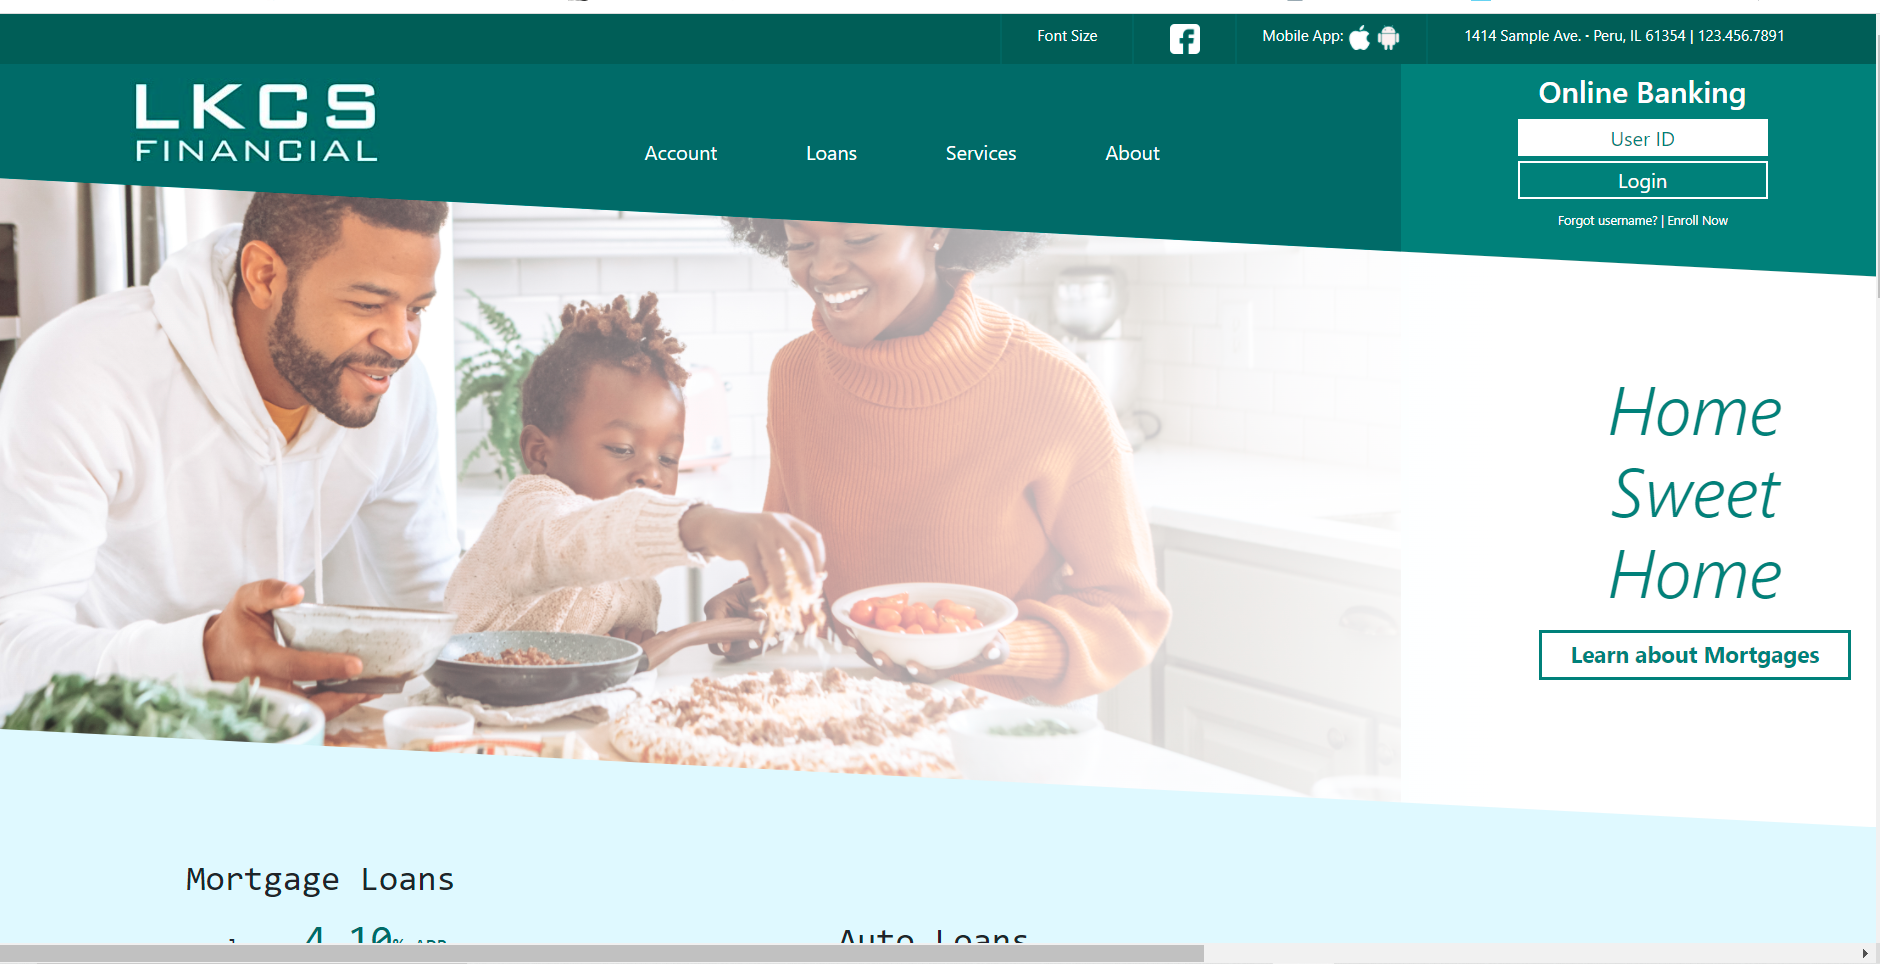 Font Size
Mobile App:
1414 Sample Ave. - Peru, IL 61354 | 123.456.7891
LKCS
FINANCIAL
Account
Loans
Services
About
Online Banking
User ID
Login
Forgot username? | Enroll Now
Home
Sweet
Home
Learn about Mortgages
Mortgage Loans
4.10% APR
Auto Loans